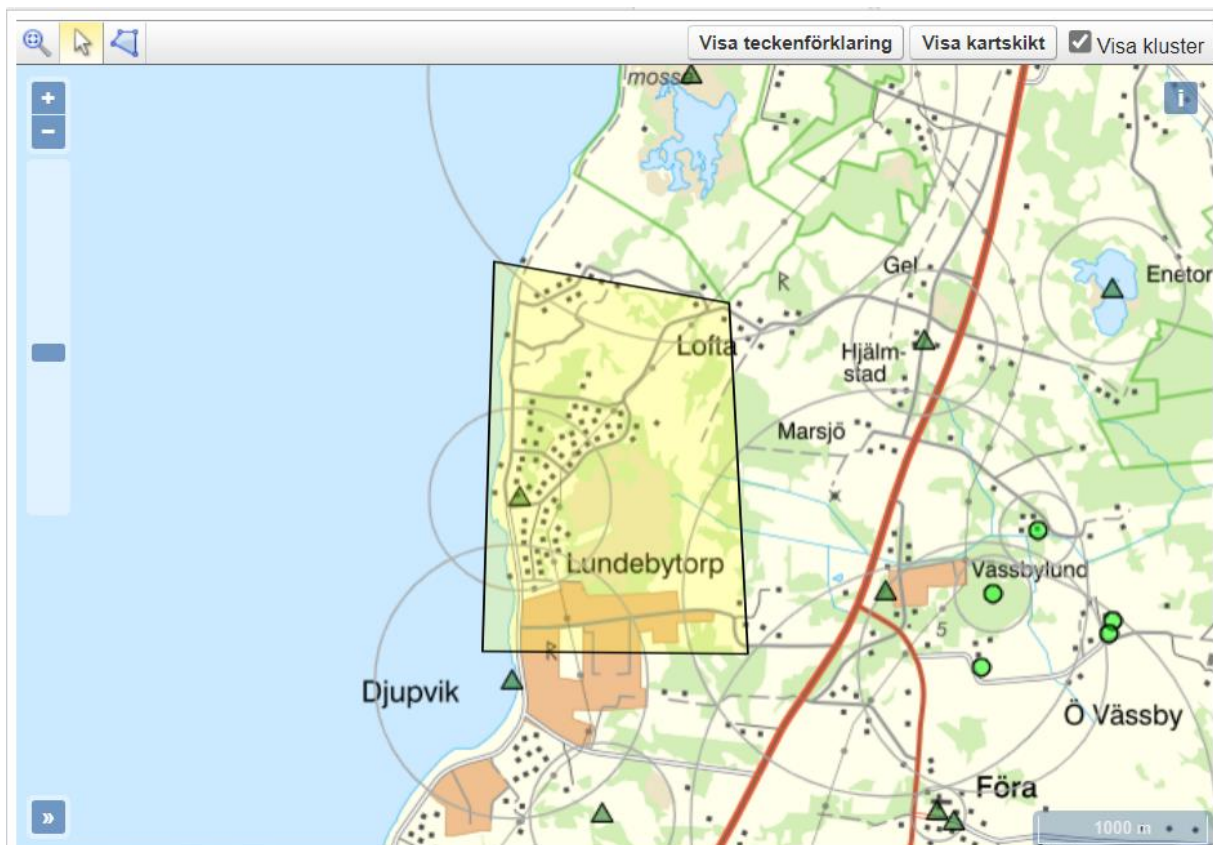 Visa teckenförklaring Visa kartskikt Visa kluster
+
moss
i
−
Gel
Enetor
Lofta
Hjälm-
stad
Marsjö
Lundebytorp
Vässbylund
5
R
R
Djupvik
Ö Vässby
Föra
»
1000 m